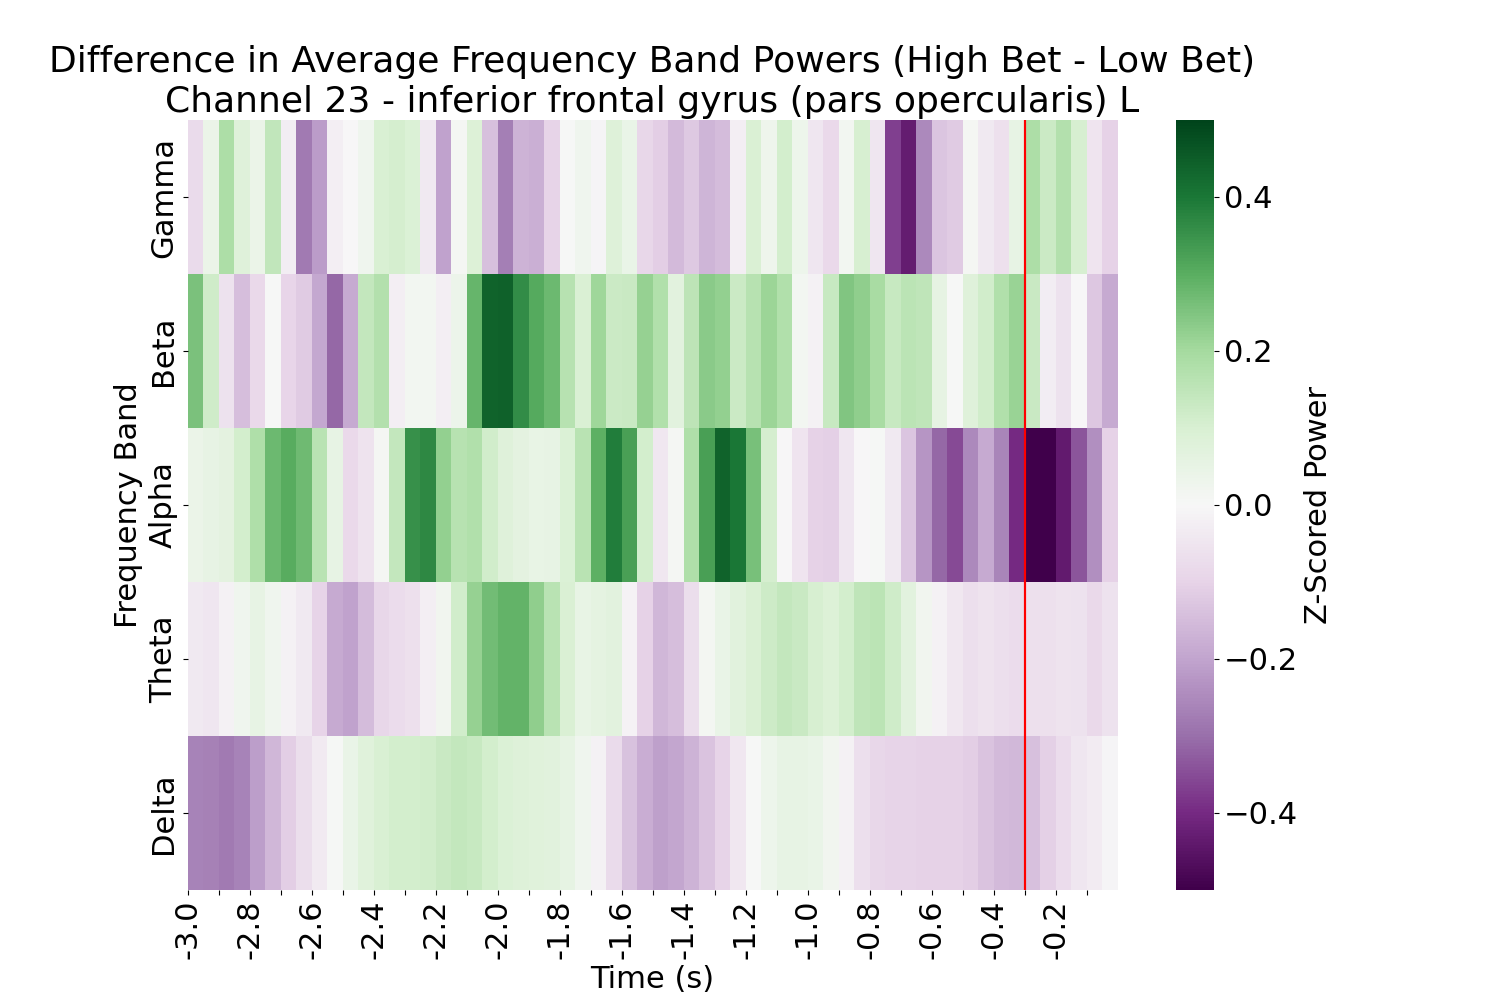 Difference in Average Frequency Band Powers (High Bet - Low Bet)
Channel 23 - inferior frontal gyrus (pars opercularis) L
Frequency Band
Gamma
Beta
Alpha
Theta
Delta
-3.0
-2.8
-2.6
-2.4
-2.2
-2.0
-1.8
-1.6
-1.4
-1.2
-1.0
-0.8
-0.6
-0.4
-0.2
Time (s)
0.4
0.2
0.0
−0.2
−0.4
Z-Scored Power